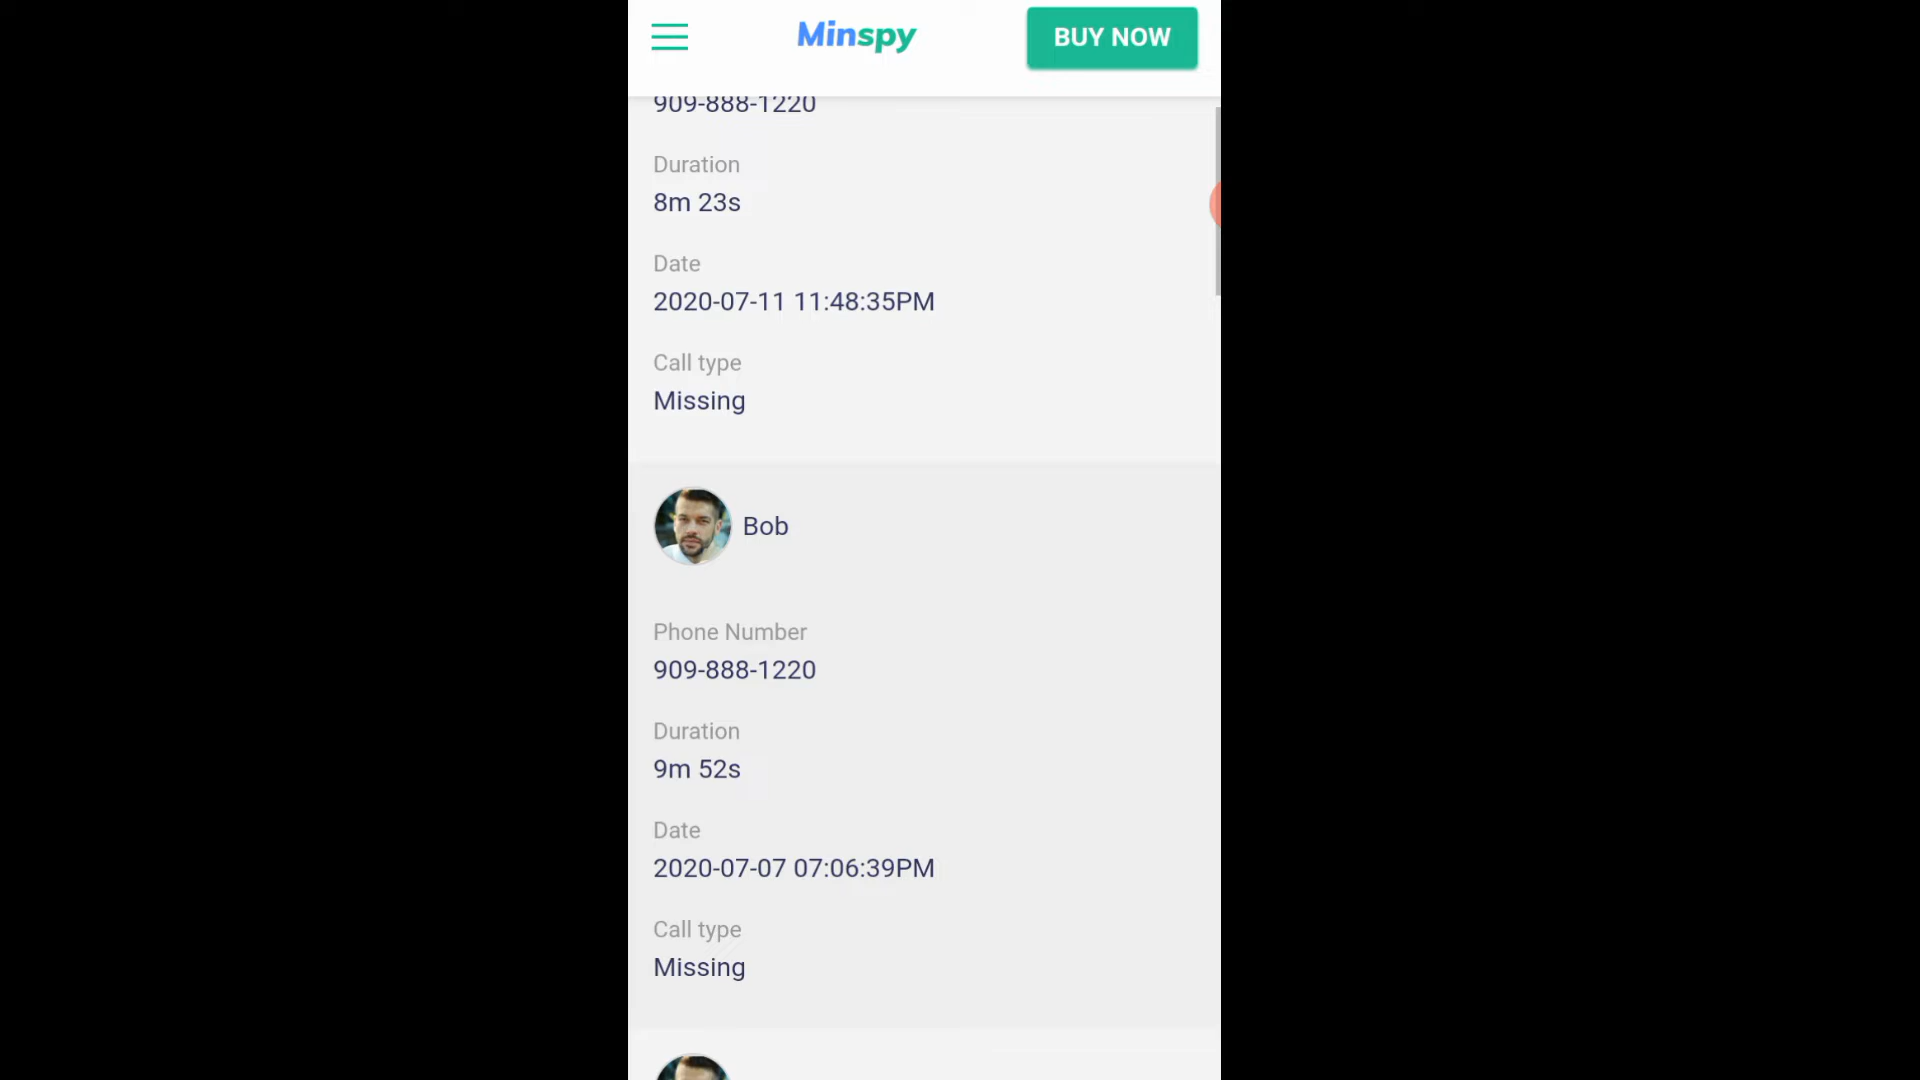 Minspy
BUY NOW
909-888-1220
Duration
8m 23s
Date
2020-07-11 11:48:35PM
Call type
Missing
Bob
Phone Number
909-888-1220
Duration
9m 52s
Date
2020-07-07 07:06:39PM
Call type
Missing